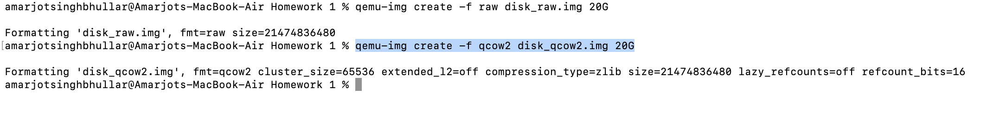 amarjotsinghbhullar@Amarjots-MacBook-Air Homework 1 % qemu-img create -f raw disk_raw.img 20G
Formatting 'disk_raw.img', fmt=raw size=21474836480
[amarjotsinghbhullar@Amarjots-MacBook-Air Homework 1 % qemu-img create -f qcow2 disk_qcow2.img 20G
Formatting 'disk_qcow2.img', fmt=qcow2 cluster_size=65536 extended_l2=off compression_type=zlib size=21474836480 lazy_refcounts=off refcount_bits=16
amarjotsinghbhullar@Amarjots-MacBook-Air Homework 1 %